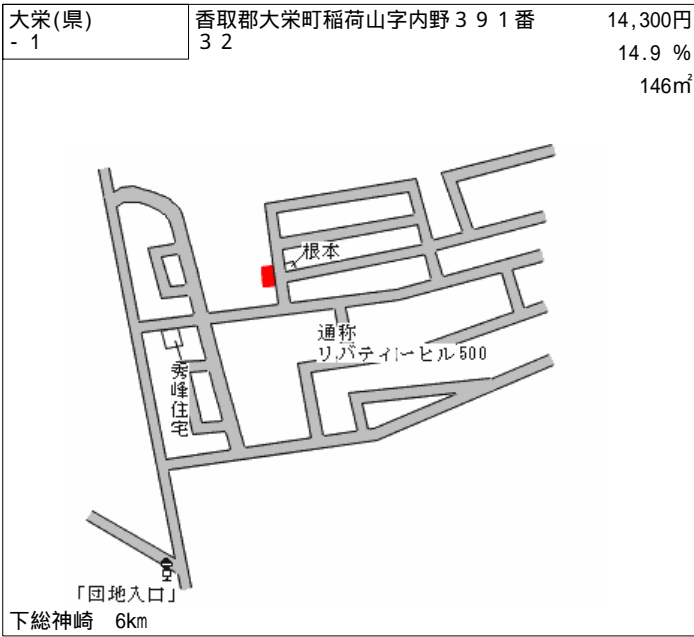 大栄(県)
- 1
香取郡大栄町稲荷山字内野３９１番
３２
14,300円
14.9 %
146㎡
根本
通称
リバティーヒル500
秀峰住宅
「団地入口」
下総神崎 6km